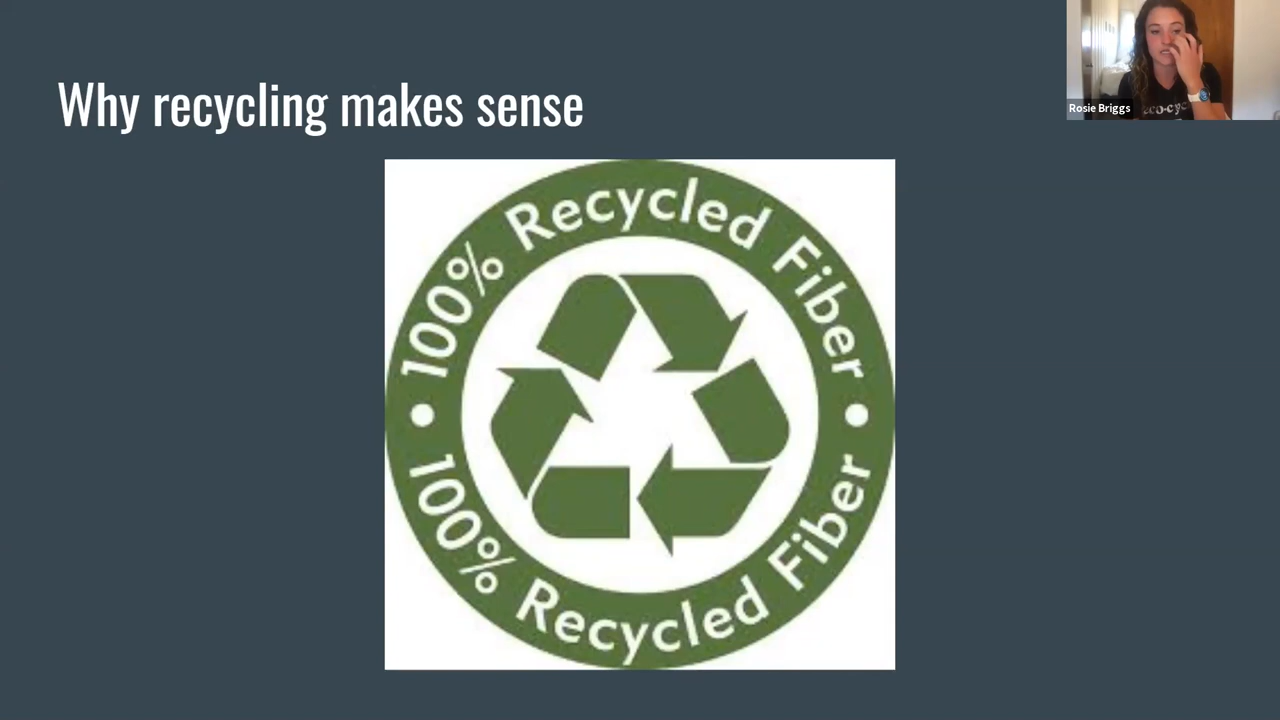 Why recycling makes sense
Rosie Briggs
100% Recycled Fiber
100% Recycled Fiber